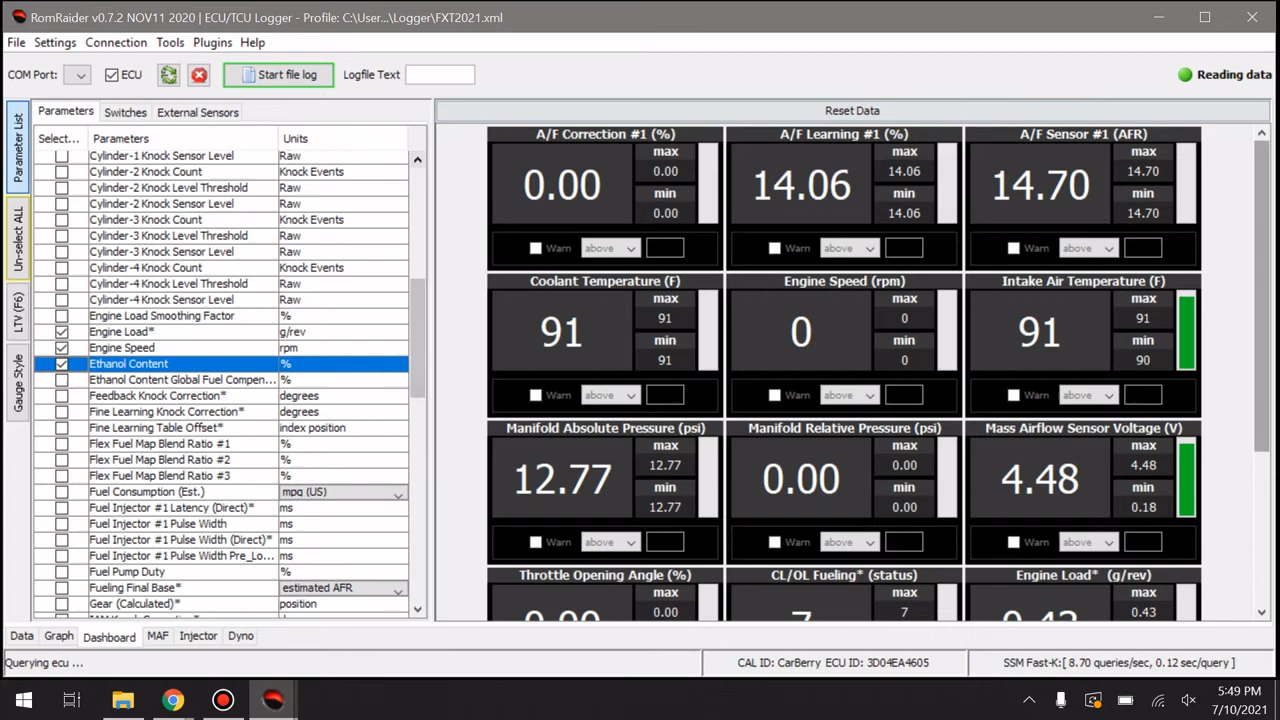 RomRaider v0.7.2 NOV11 2020 | ECU/TCU Logger - Profile: C:\User...\Logger\FXT2021.xml
File Settings Connection Tools Plugins Help
COM Port: ECU Start file log Logfile Text Reading data
Parameters Switches External Sensors
Parameter List
Un-select ALL
LTV (F6)
Gauge Style
Select... Parameters Units
Cylinder-1 Knock Sensor Level Raw
Cylinder-2 Knock Count Knock Events
Cylinder-2 Knock Level Threshold Raw
Cylinder-2 Knock Sensor Level Raw
Cylinder-3 Knock Count Knock Events
Cylinder-3 Knock Level Threshold Raw
Cylinder-3 Knock Sensor Level Raw
Cylinder-4 Knock Count Knock Events
Cylinder-4 Knock Level Threshold Raw
Cylinder-4 Knock Sensor Level Raw
Engine Load Smoothing Factor %
Engine Load* g/rev
Engine Speed rpm
Ethanol Content %
Ethanol Content Global Fuel Compen... %
Feedback Knock Correction* degrees
Fine Learning Knock Correction* degrees
Fine Learning Table Offset* index position
Flex Fuel Map Blend Ratio #1 %
Flex Fuel Map Blend Ratio #2 %
Flex Fuel Map Blend Ratio #3 %
Fuel Consumption (Est.) mpg (US)
Fuel Injector #1 Latency (Direct)* ms
Fuel Injector #1 Pulse Width ms
Fuel Injector #1 Pulse Width (Direct)* ms
Fuel Injector #1 Pulse Width Pre_Lo... ms
Fuel Pump Duty %
Fueling Final Base* estimated AFR
Gear (Calculated)* position
Reset Data
A/F Correction #1 (%)
0.00
max
0.00
min
0.00
Warn above
A/F Learning #1 (%)
14.06
max
14.06
min
14.06
Warn above
A/F Sensor #1 (AFR)
14.70
max
14.70
min
14.70
Warn above
Coolant Temperature (F)
91
max
91
min
91
Warn above
Engine Speed (rpm)
0
max
0
min
0
Warn above
Intake Air Temperature (F)
91
max
91
min
90
Warn above
Manifold Absolute Pressure (psi)
12.77
max
12.77
min
12.77
Warn above
Manifold Relative Pressure (psi)
0.00
max
0.00
min
0.00
Warn above
Mass Airflow Sensor Voltage (V)
4.48
max
4.48
min
0.18
Warn above
Throttle Opening Angle (%)
0.00
max
0.00
CL/OL Fueling* (status)
7
max
7
Engine Load* (g/rev)
0.43
max
0.43
Data Graph Dashboard MAF Injector Dyno
Querying ecu ... CAL ID: CarBerry ECU ID: 3D04EA4605 SSM Fast-K:[ 8.70 queries/sec, 0.12 sec/query ]
5:49 PM
7/10/2021